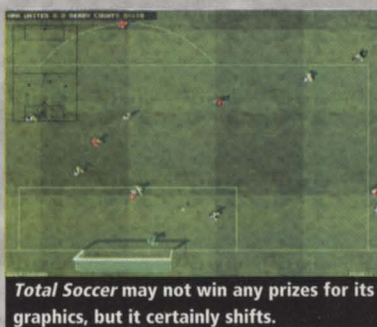 Total Soccer may not win any prizes for its
graphics, but it certainly shifts.